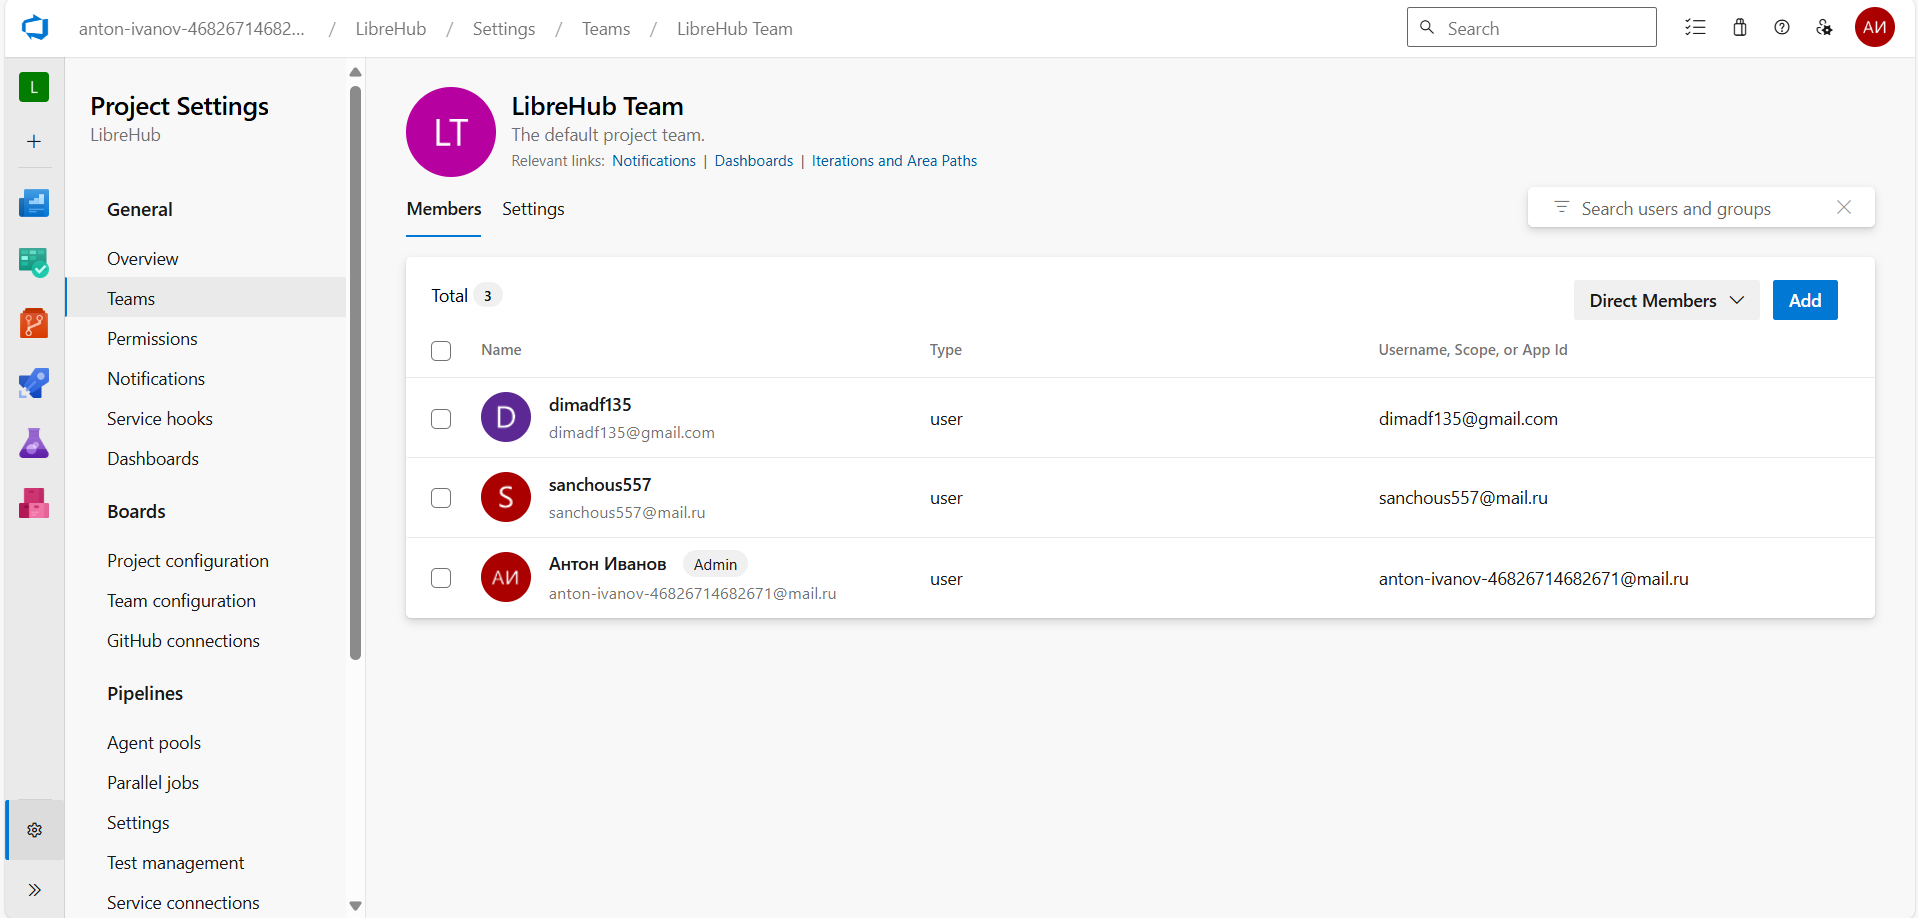 anton-ivanov-46826714682... / LibreHub / Settings / Teams / LibreHub Team
Search
АИ
L
Project Settings
LibreHub
General
Overview
Teams
Permissions
Notifications
Service hooks
Dashboards
Boards
Project configuration
Team configuration
GitHub connections
Pipelines
Agent pools
Parallel jobs
Settings
Test management
Service connections
LT
LibreHub Team
The default project team.
Relevant links: Notifications | Dashboards | Iterations and Area Paths
Members Settings
Search users and groups
Total 3
Direct Members
Add
Name Type Username, Scope, or App Id
D
dimadf135
dimadf135@gmail.com
user
dimadf135@gmail.com
S
sanchous557
sanchous557@mail.ru
user
sanchous557@mail.ru
АИ
Антон Иванов Admin
anton-ivanov-46826714682671@mail.ru
user
anton-ivanov-46826714682671@mail.ru